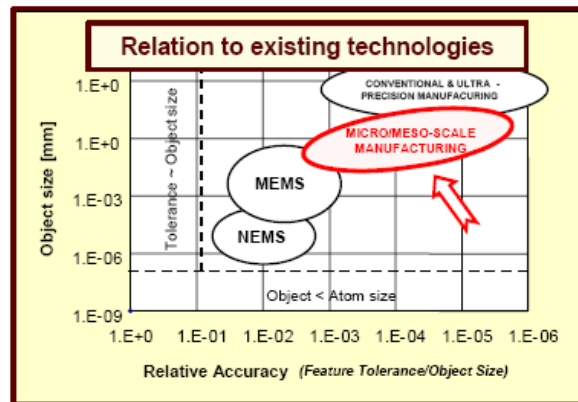 Relation to existing technologies
1.E+0
CONVENTIONAL & ULTRA -
PRECISION MANUFACURING
1.E+0
MICRO/MESO-SCALE
MANUFACTURING
Object size [mm]
Tolerance ~ Object size
1.E-03
MEMS
NEMS
1.E-06
Object < Atom size
1.E-09
1.E+0 1.E-01 1.E-02 1.E-03 1.E-04 1.E-05 1.E-06
Relative Accuracy (Feature Tolerance/Object Size)